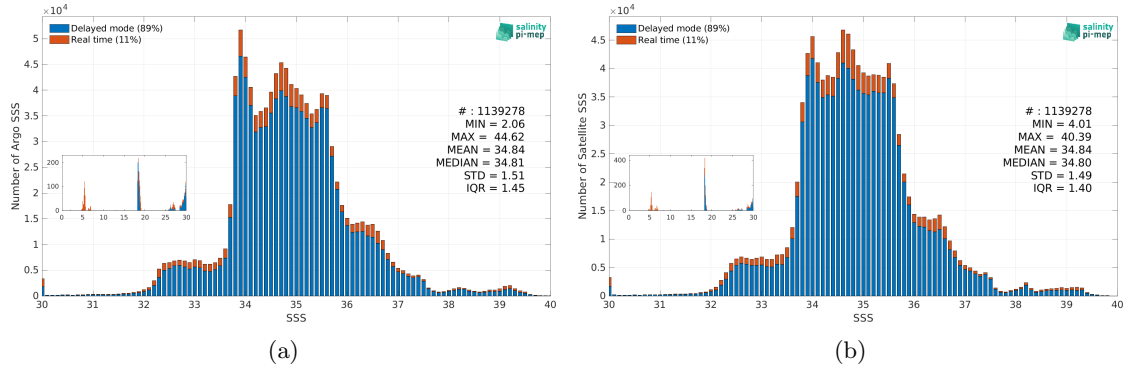 ×10⁴
Delayed mode (89%)
Real time (11%)
salinity
pi-mep
Number of Argo SSS
5
4.5
4
3.5
3
2.5
2
1.5
1
0.5
0
# : 1139278
MIN = 2.06
MAX = 44.62
MEAN = 34.84
MEDIAN = 34.81
STD = 1.51
IQR = 1.45
200
100
0
0 5 10 15 20 25 30
30 31 32 33 34 35 36 37 38 39 40
SSS
(a)
×10⁴
Delayed mode (89%)
Real time (11%)
salinity
pi-mep
Number of Satellite SSS
4.5
4
3.5
3
2.5
2
1.5
1
0.5
0
# : 1139278
MIN = 4.01
MAX = 40.39
MEAN = 34.84
MEDIAN = 34.80
STD = 1.49
IQR = 1.40
400
200
0
0 5 10 15 20 25 30
30 31 32 33 34 35 36 37 38 39 40
SSS
(b)